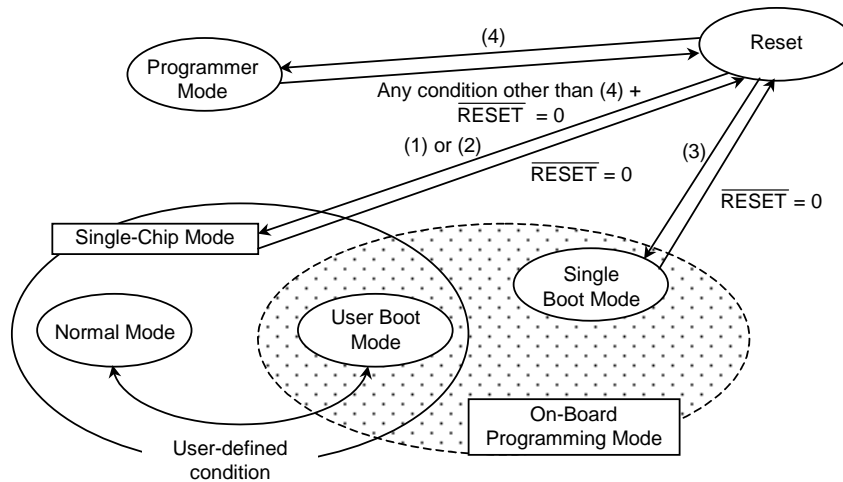 (4)
Reset
Programmer
Mode
Any condition other than (4) +
RESET = 0
(1) or (2)
RESET = 0
(3)
RESET = 0
Single-Chip Mode
Single
Boot Mode
Normal Mode
User Boot
Mode
On-Board
Programming Mode
User-defined
condition